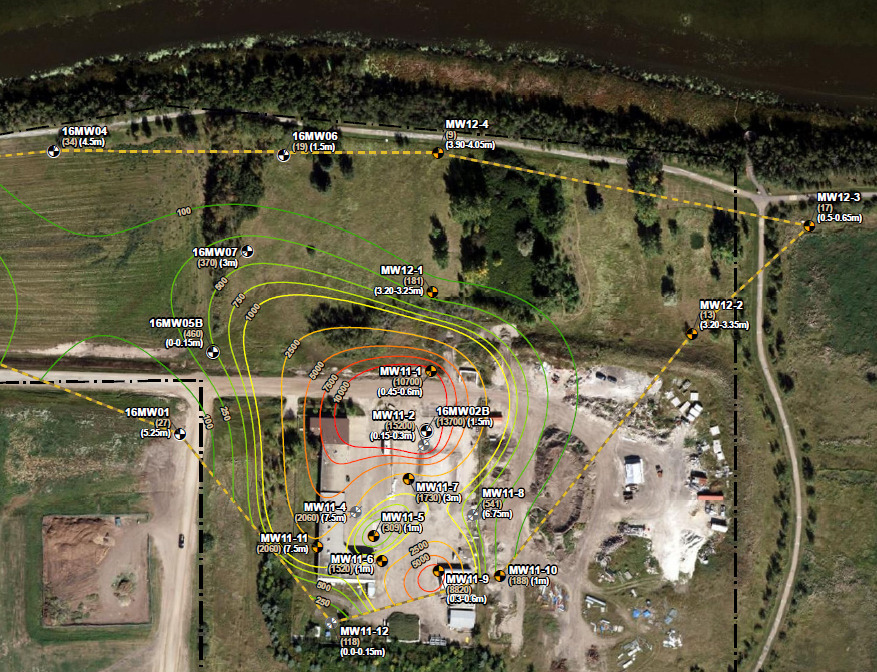 MW12-4
(9)
(3.90-4.05m)
16MW04
(34) (4.5m)
16MW06
(19) (1.5m)
MW12-3
(17)
(0.5-0.65m)
100
16MW07
(370) (3m)
MW12-1
(181)
(3.20-3.25m)
500
750
1000
MW12-2
(13)
(3.20-3.35m)
16MW05B
(460)
(0-0.15m)
2500
5000
7500
10000
MW11-1
(10700)
(0.45-0.6m)
16MW01
(27)
(5.25m)
100
250
MW11-2
(15200)
(0.15-0.3m)
16MW02B
(13700) (1.5m)
MW11-7
(1730) (3m)
MW11-8
(541)
(6.75m)
MW11-4
(2060) (7.5m)
MW11-5
(309) (1m)
MW11-11
(2060) (7.5m)
2500
5000
MW11-6
(1520) (1m)
MW11-10
(188) (1m)
MW11-9
(8820)
(0.3-0.6m)
500
250
MW11-12
(118)
(0.0-0.15m)